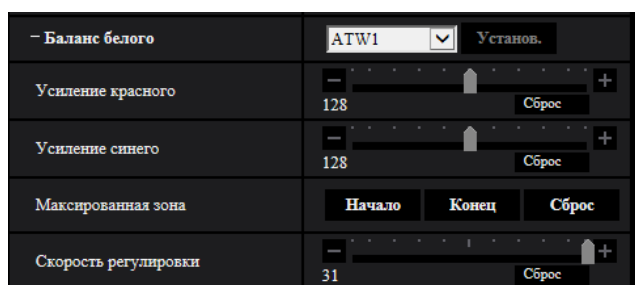 − Баланс белого ATW1 Установ.
Усиление красного − +
128 Сброс
Усиление синего − +
128 Сброс
Максированная зона Начало Конец Сброс
Скорость регулировки − +
31 Сброс